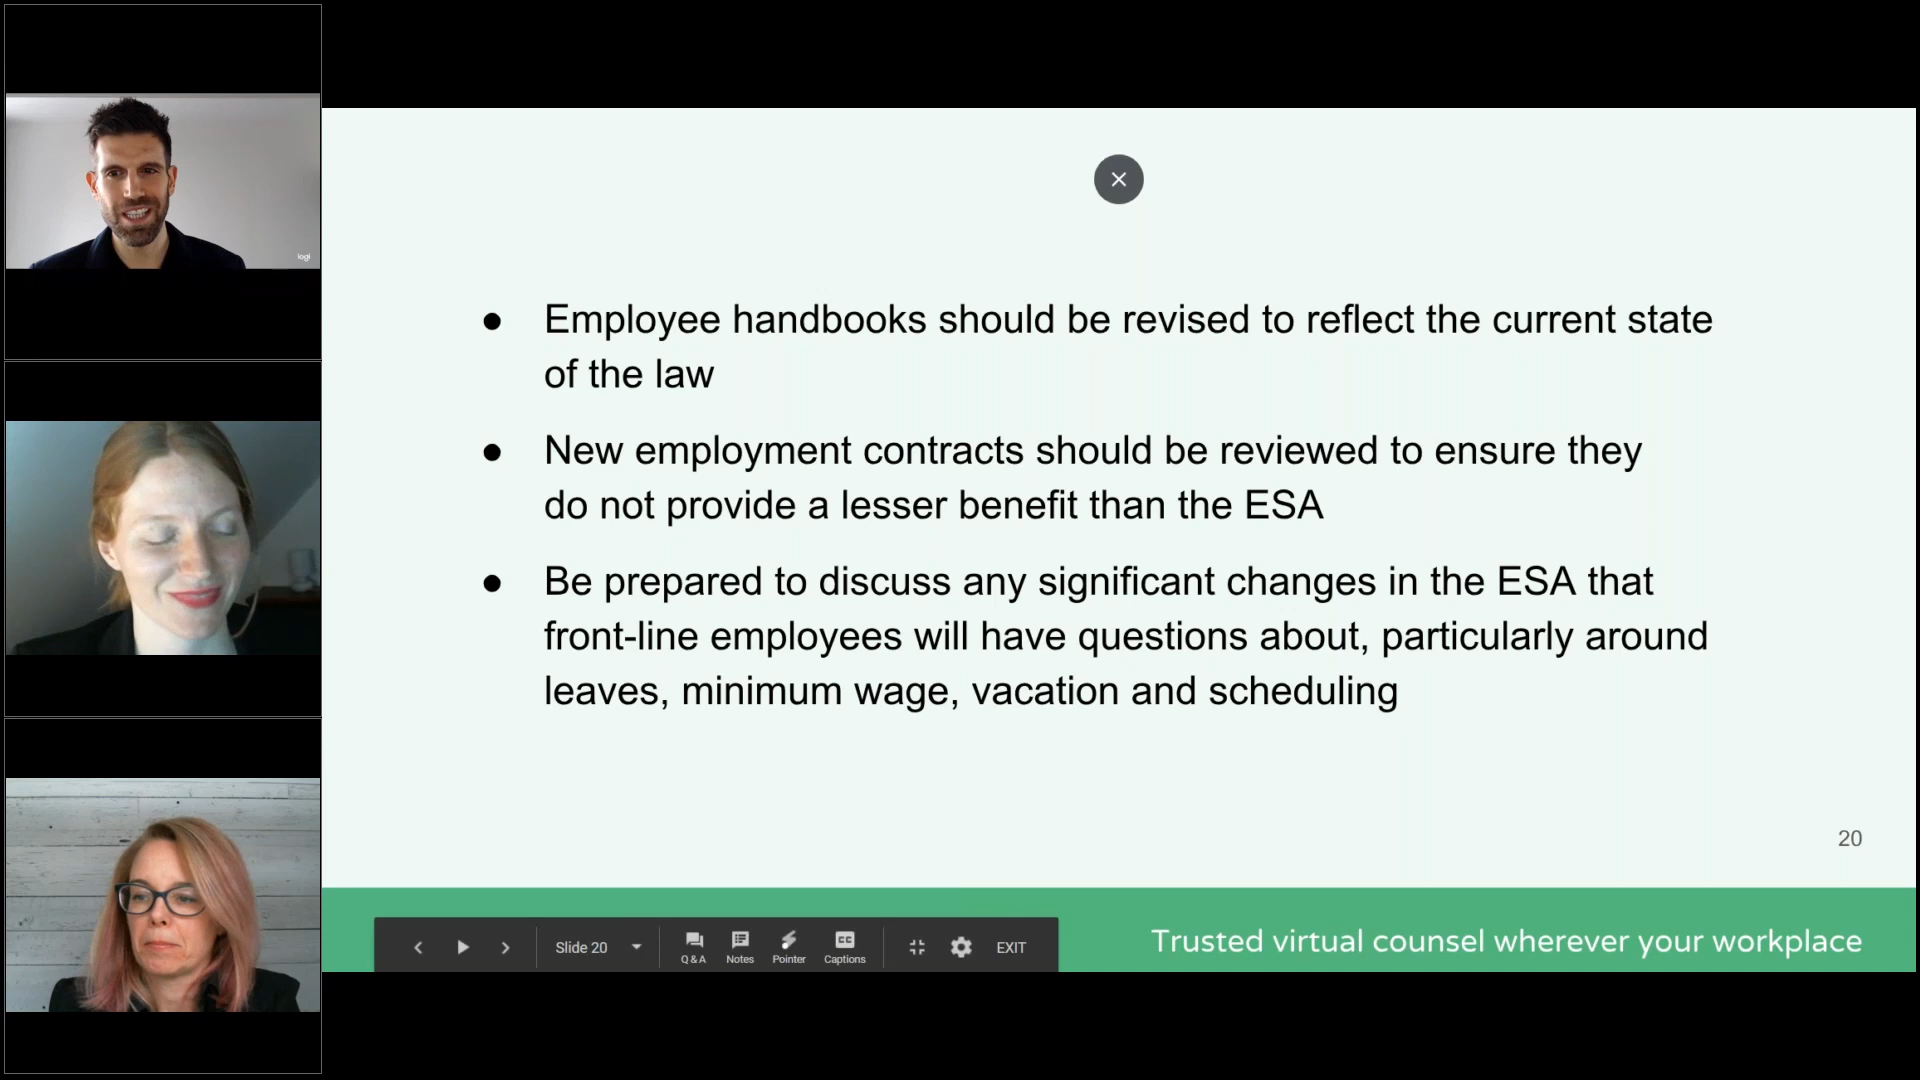 logi
● Employee handbooks should be revised to reflect the current state
of the law
● New employment contracts should be reviewed to ensure they
do not provide a lesser benefit than the ESA
● Be prepared to discuss any significant changes in the ESA that
front-line employees will have questions about, particularly around
leaves, minimum wage, vacation and scheduling
20
Slide 20
Q & A
Notes
Pointer
CC
Captions
EXIT
Trusted virtual counsel wherever your workplace